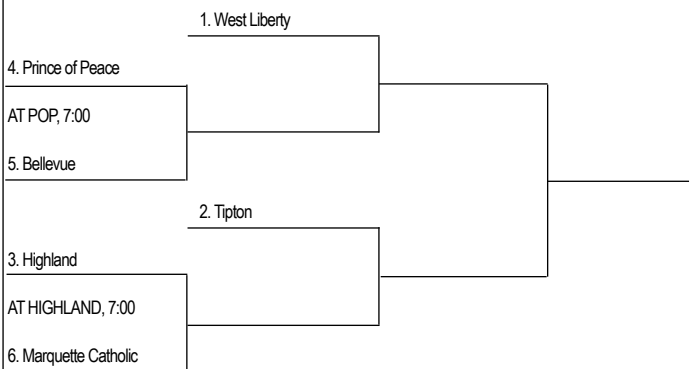 1. West Liberty
4. Prince of Peace
AT POP, 7:00
5. Bellevue
2. Tipton
3. Highland
AT HIGHLAND, 7:00
6. Marquette Catholic